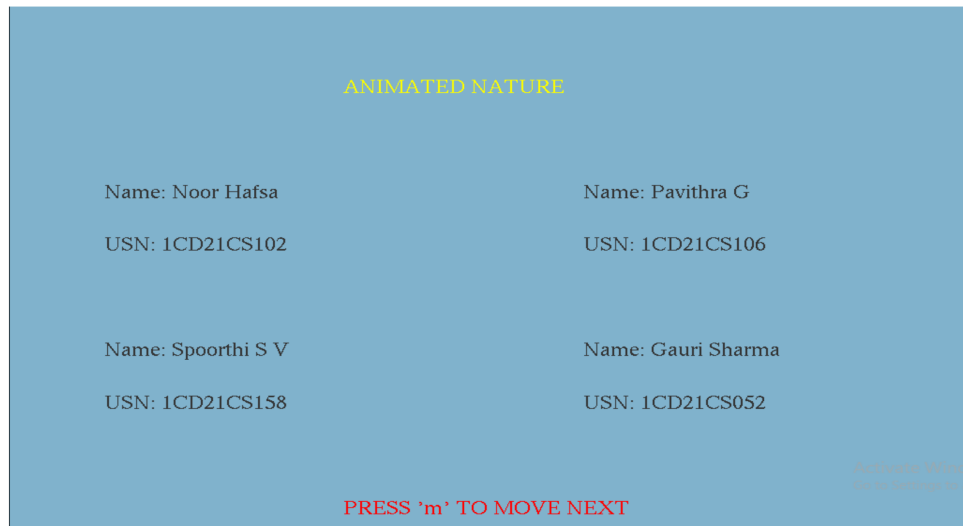 ANIMATED NATURE
Name: Noor Hafsa
Name: Pavithra G
USN: 1CD21CS102
USN: 1CD21CS106
Name: Spoorthi S V
Name: Gauri Sharma
USN: 1CD21CS158
USN: 1CD21CS052
PRESS 'm' TO MOVE NEXT